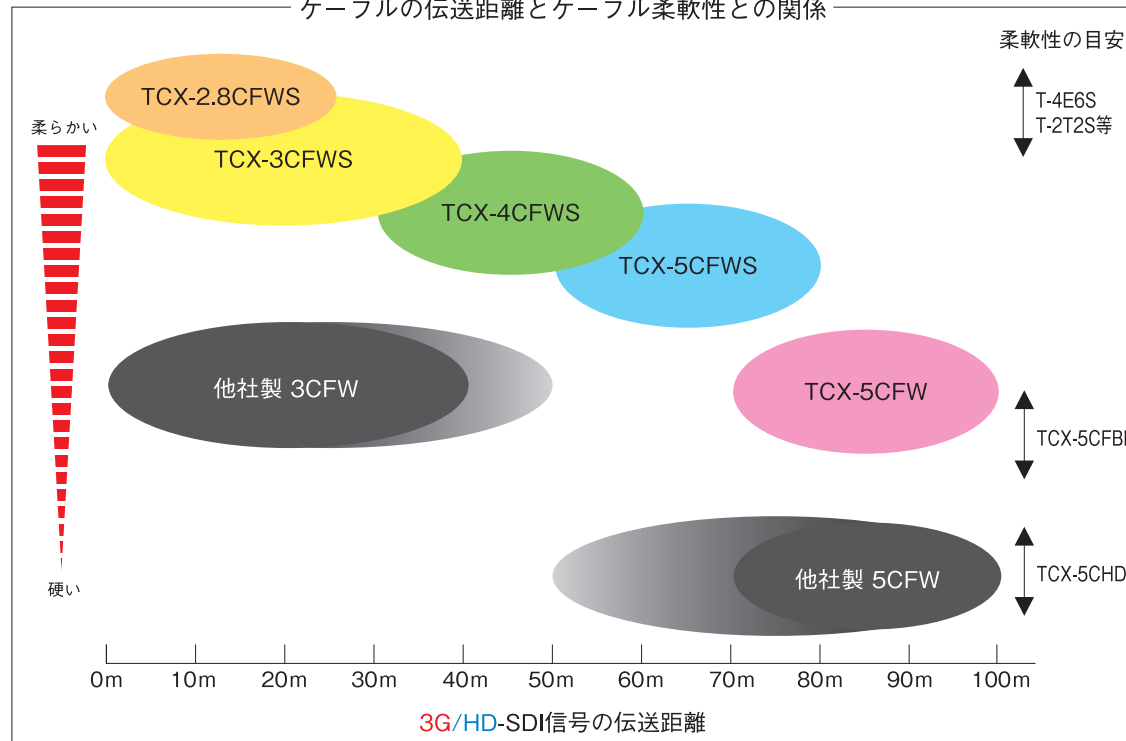 ケーブルの伝送距離とケーブル柔軟性との関係
柔軟性の目安
TCX-2.8CFWS
T-4E6S
T-2T2S等
柔らかい
TCX-3CFWS
TCX-4CFWS
TCX-5CFWS
他社製 3CFW
TCX-5CFW
TCX-5CFB
他社製 5CFW
TCX-5CHD
硬い
0m 10m 20m 30m 40m 50m 60m 70m 80m 90m 100m
3G/HD-SDI信号の伝送距離